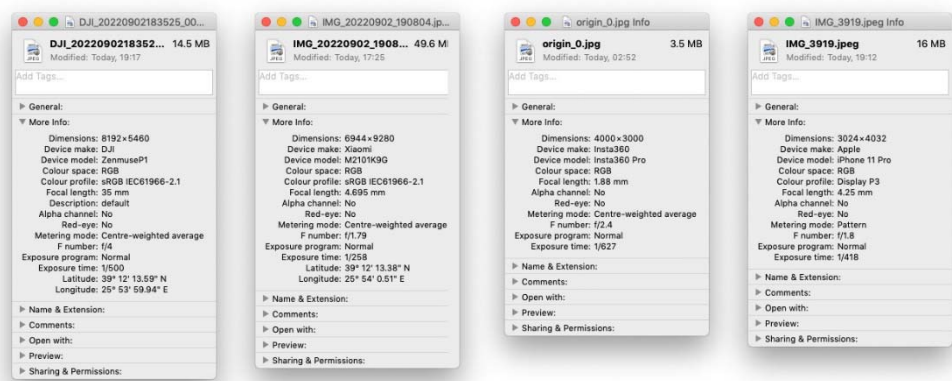 DJI_20220902183525_00...
DJI_2022090218352... 14.5 MB
Modified: Today, 19:17
Add Tags...
General:
More Info:
Dimensions: 8192×5460
Device make: DJI
Device model: ZenmuseP1
Colour space: RGB
Colour profile: sRGB IEC61966-2.1
Focal length: 35 mm
Description: default
Alpha channel: No
Red-eye: No
Metering mode: Centre-weighted average
F number: f/4
Exposure program: Normal
Exposure time: 1/500
Latitude: 39° 12' 13.59" N
Longitude: 25° 53' 59.94" E
Name & Extension:
Comments:
Open with:
Preview:
Sharing & Permissions:
IMG_20220902_190804.jp...
IMG_20220902_1908... 49.6 M
Modified: Today, 17:25
Add Tags...
General:
More Info:
Dimensions: 6944×9280
Device make: Xiaomi
Device model: M2101K9G
Colour space: RGB
Colour profile: sRGB IEC61966-2.1
Focal length: 4.695 mm
Alpha channel: No
Red-eye: No
Metering mode: Centre-weighted average
F number: f/1.79
Exposure program: Normal
Exposure time: 1/258
Latitude: 39° 12' 13.38" N
Longitude: 25° 54' 0.51" E
Name & Extension:
Comments:
Open with:
Preview:
Sharing & Permissions:
origin_0.jpg Info
origin_0.jpg 3.5 MB
Modified: Today, 02:52
Add Tags...
General:
More Info:
Dimensions: 4000×3000
Device make: Insta360
Device model: Insta360 Pro
Colour space: RGB
Focal length: 1.88 mm
Alpha channel: No
Red-eye: No
Metering mode: Centre-weighted average
F number: f/2.4
Exposure program: Normal
Exposure time: 1/627
Name & Extension:
Comments:
Open with:
Preview:
Sharing & Permissions:
IMG_3919.jpeg Info
IMG_3919.jpeg 16 MB
Modified: Today, 19:12
Add Tags...
General:
More Info:
Dimensions: 3024×4032
Device make: Apple
Device model: iPhone 11 Pro
Colour space: RGB
Colour profile: Display P3
Focal length: 4.25 mm
Alpha channel: No
Red-eye: No
Metering mode: Pattern
F number: f/1.8
Exposure program: Normal
Exposure time: 1/418
Name & Extension:
Comments:
Open with:
Preview:
Sharing & Permissions: